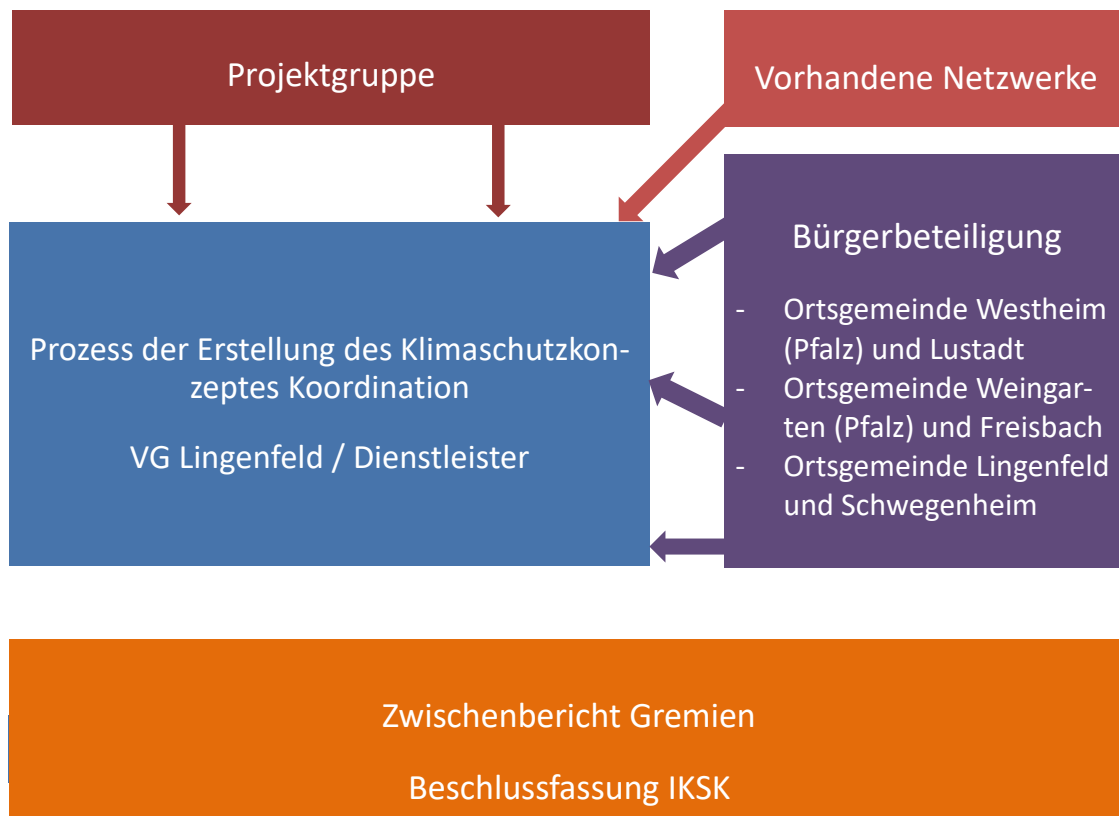 Projektgruppe
Vorhandene Netzwerke
Prozess der Erstellung des Klimaschutzkon-
zeptes Koordination
VG Lingenfeld / Dienstleister
Bürgerbeteiligung
- Ortsgemeinde Westheim
(Pfalz) und Lustadt
- Ortsgemeinde Weingar-
ten (Pfalz) und Freisbach
- Ortsgemeinde Lingenfeld
und Schwegenheim
Zwischenbericht Gremien
Beschlussfassung IKSK